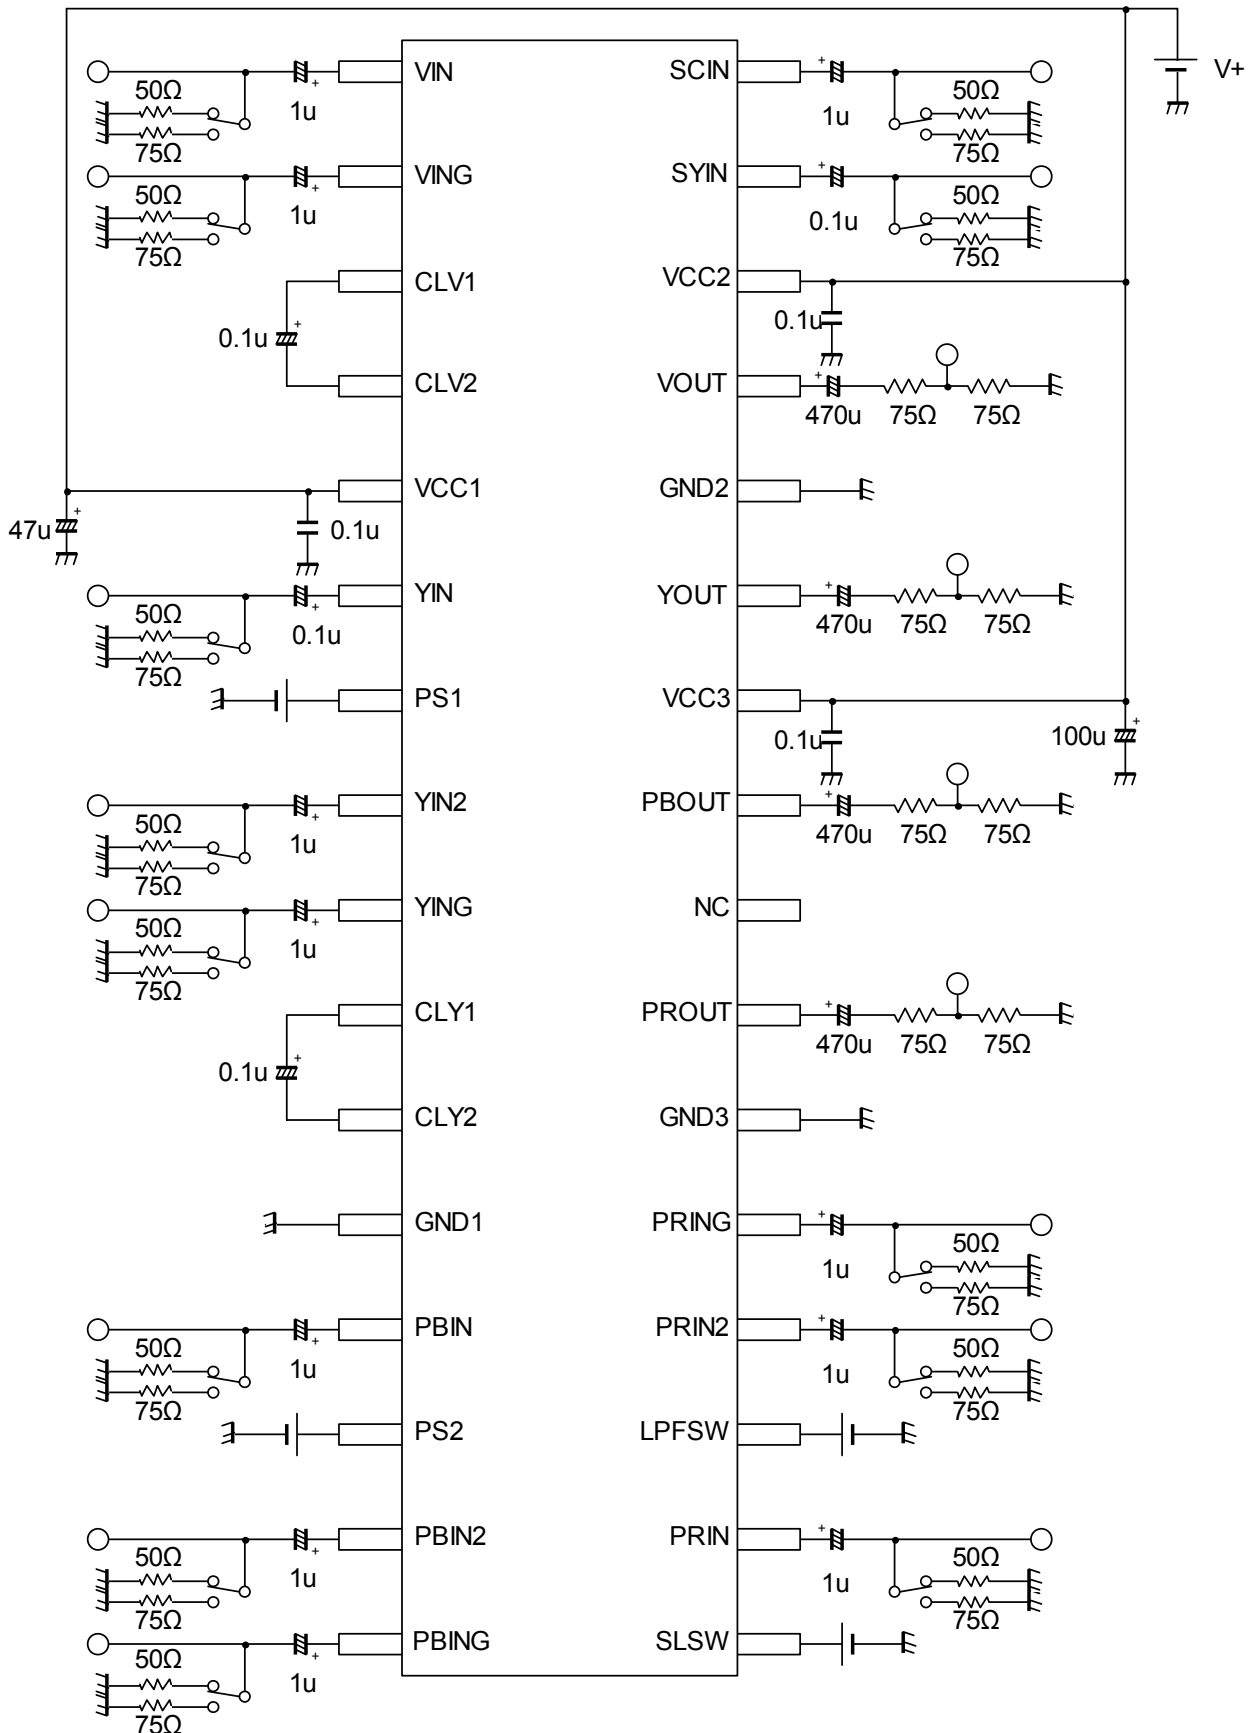 V+
VIN
50Ω
1u
75Ω
VING
50Ω
1u
75Ω
CLV1
0.1u
CLV2
VCC1
47u
0.1u
YIN
50Ω
0.1u
75Ω
PS1
YIN2
50Ω
1u
75Ω
YING
50Ω
1u
75Ω
CLY1
0.1u
CLY2
GND1
PBIN
50Ω
1u
75Ω
PS2
PBIN2
50Ω
1u
75Ω
PBING
50Ω
1u
75Ω
SCIN
50Ω
1u
75Ω
SYIN
50Ω
0.1u
75Ω
VCC2
0.1u
VOUT
470u 75Ω 75Ω
GND2
YOUT
470u 75Ω 75Ω
VCC3
0.1u
100u
PBOUT
470u 75Ω 75Ω
NC
PROUT
470u 75Ω 75Ω
GND3
PRING
50Ω
1u
75Ω
PRIN2
50Ω
1u
75Ω
LPFSW
PRIN
50Ω
1u
75Ω
SLSW